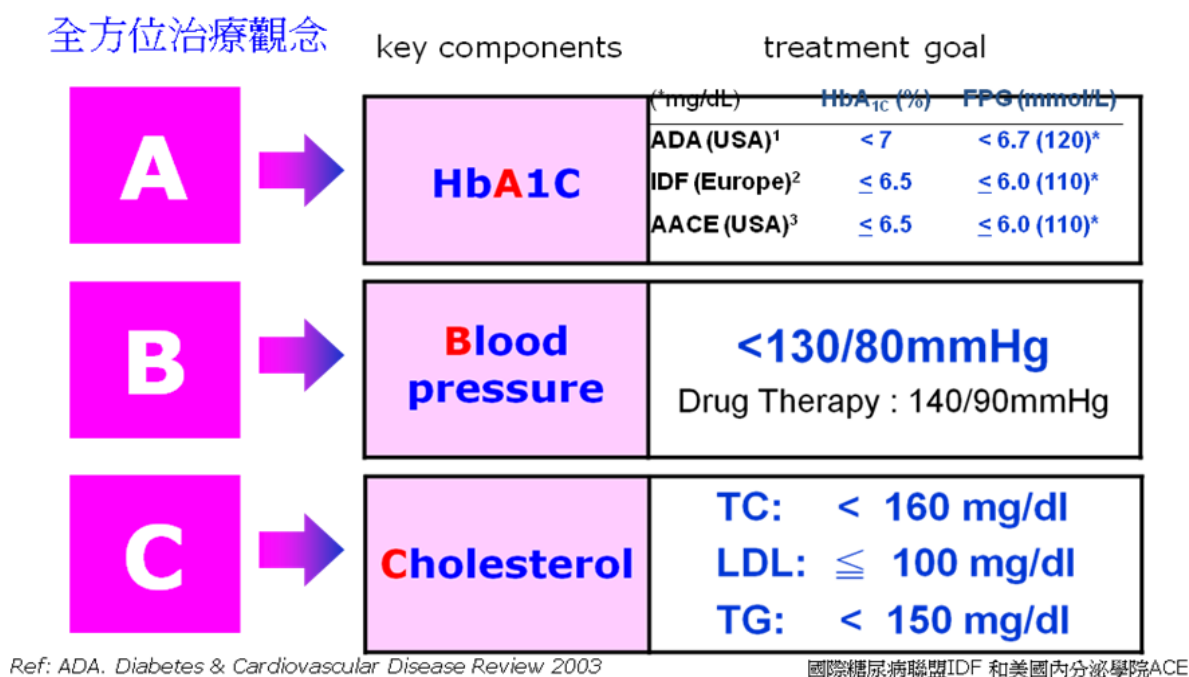 全方位治療觀念
key components
treatment goal
A
HbA1C
(*mg/dL) HbA1C (%) FPG (mmol/L)
ADA (USA)1 < 7 < 6.7 (120)*
IDF (Europe)2 ≤ 6.5 ≤ 6.0 (110)*
AACE (USA)3 ≤ 6.5 ≤ 6.0 (110)*
B
Blood
pressure
<130/80mmHg
Drug Therapy : 140/90mmHg
C
Cholesterol
TC: < 160 mg/dl
LDL: ≦ 100 mg/dl
TG: < 150 mg/dl
Ref: ADA. Diabetes & Cardiovascular Disease Review 2003
國際糖尿病聯盟IDF 和美國內分泌學院ACE